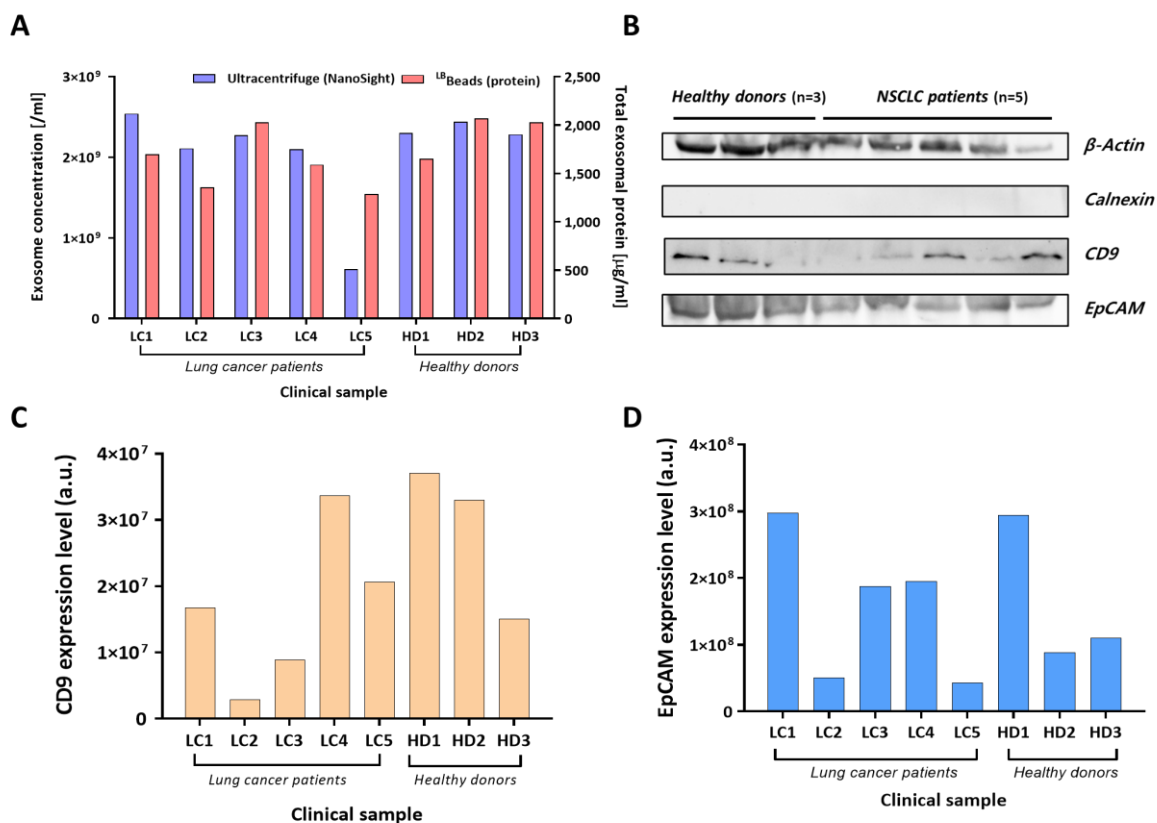 A
Ultracentrifuge (NanoSight)
ᴸᴮBeads (protein)
Exosome concentration [/ml]
3×10⁹
2×10⁹
1×10⁹
0
2,500
2,000
1,500
1,000
500
0
Total exosomal protein [µg/ml]
LC1 LC2 LC3 LC4 LC5 HD1 HD2 HD3
Lung cancer patients Healthy donors
Clinical sample
B
Healthy donors (n=3) NSCLC patients (n=5)
β-Actin
Calnexin
CD9
EpCAM
C
CD9 expression level (a.u.)
4×10⁷
3×10⁷
2×10⁷
1×10⁷
0
LC1 LC2 LC3 LC4 LC5 HD1 HD2 HD3
Lung cancer patients Healthy donors
Clinical sample
D
EpCAM expression level (a.u.)
4×10⁸
3×10⁸
2×10⁸
1×10⁸
0
LC1 LC2 LC3 LC4 LC5 HD1 HD2 HD3
Lung cancer patients Healthy donors
Clinical sample